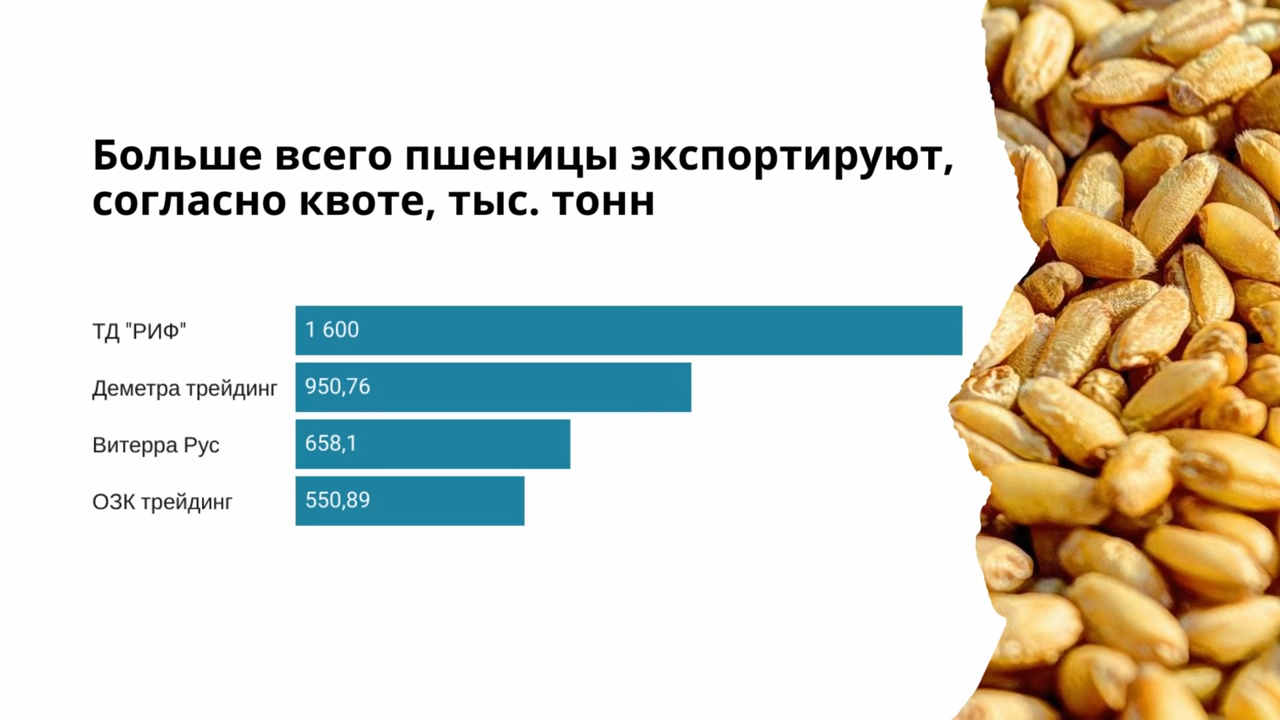 Больше всего пшеницы экспортируют,
согласно квоте, тыс. тонн
ТД "РИФ" 1 600
Деметра трейдинг 950,76
Витерра Рус 658,1
ОЗК трейдинг 550,89